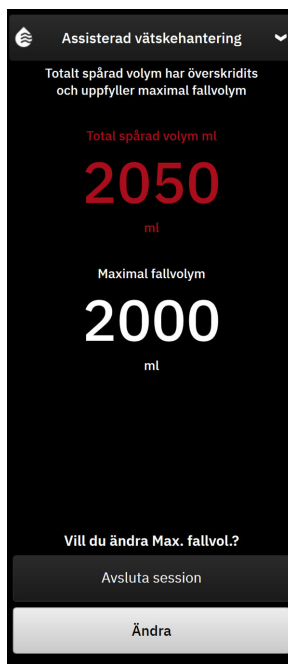 Assisterad vätskehantering
Totalt spårad volym har överskridits
och uppfyller maximal fallvolym
Total spårad volym ml
2050
ml
Maximal fallvolym
2000
ml
Vill du ändra Max. fallvol.?
Avsluta session
Ändra